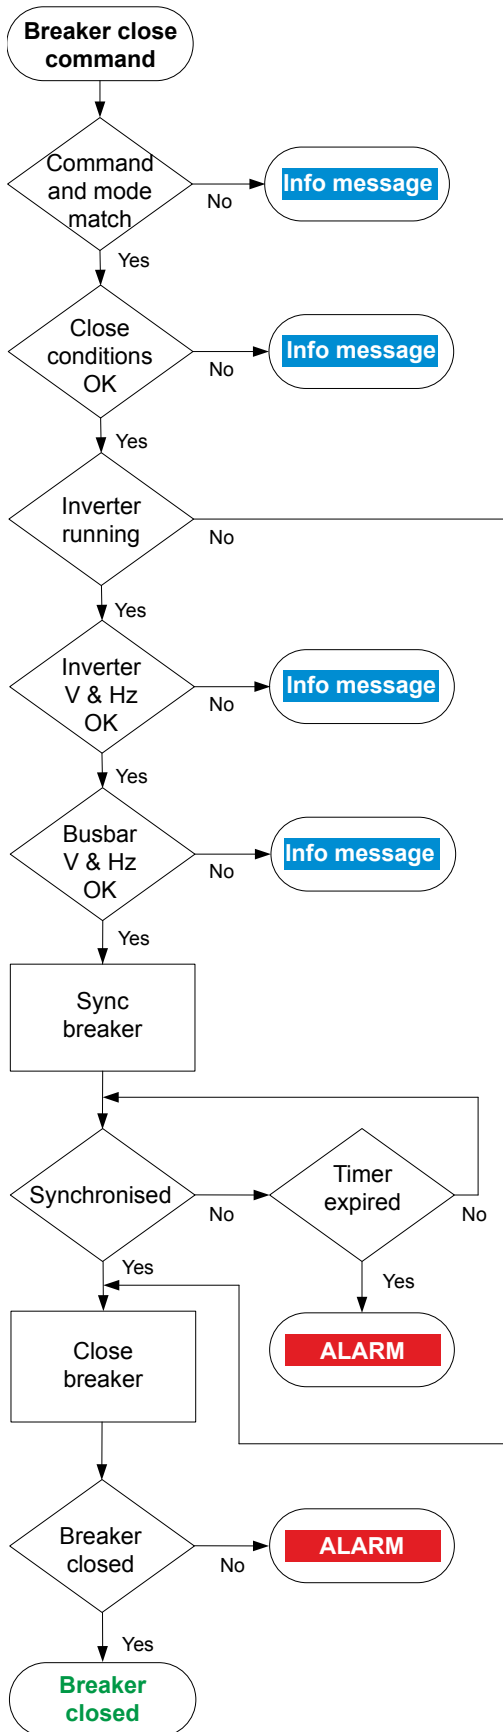 Breaker close
command
Command
and mode
match
No
Info message
Yes
Close
conditions
OK
No
Info message
Yes
Inverter
running
No
Yes
Inverter
V & Hz
OK
No
Info message
Yes
Busbar
V & Hz
OK
No
Info message
Yes
Sync
breaker
Synchronised
No
Timer
expired
No
Yes
Yes
ALARM
Close
breaker
Breaker
closed
No
ALARM
Yes
Breaker
closed